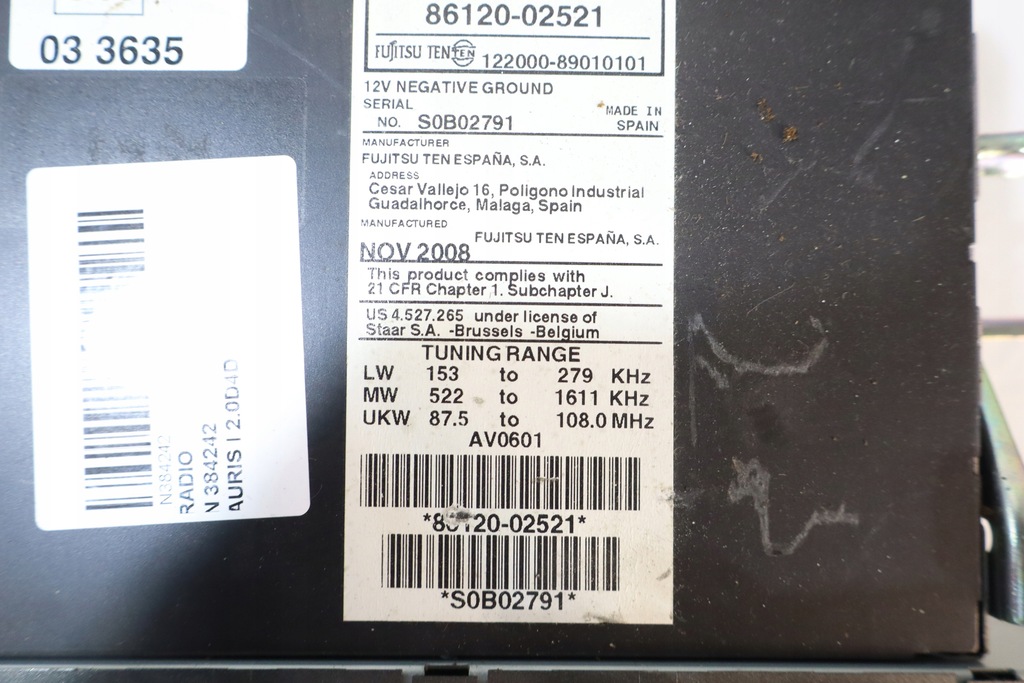 03 3635
86120-02521
FUJITSU TEN TEN 122000-89010101
12V NEGATIVE GROUND
SERIAL
NO. S0B02791
MADE IN
SPAIN
MANUFACTURER
FUJITSU TEN ESPAÑA, S.A.
ADDRESS
Cesar Vallejo 16, Poligono Industrial
Guadalhorce, Malaga, Spain
MANUFACTURED
FUJITSU TEN ESPAÑA, S.A.
NOV 2008
This product complies with
21 CFR Chapter 1. Subchapter J.
US 4.527.265 under license of
Staar S.A. -Brussels -Belgium
TUNING RANGE
LW 153 to 279 KHz
MW 522 to 1611 KHz
UKW 87.5 to 108.0 MHz
AV0601
*86120-02521*
*S0B02791*
N384242
RADIO
N 384242
AURIS I 2.0D4D